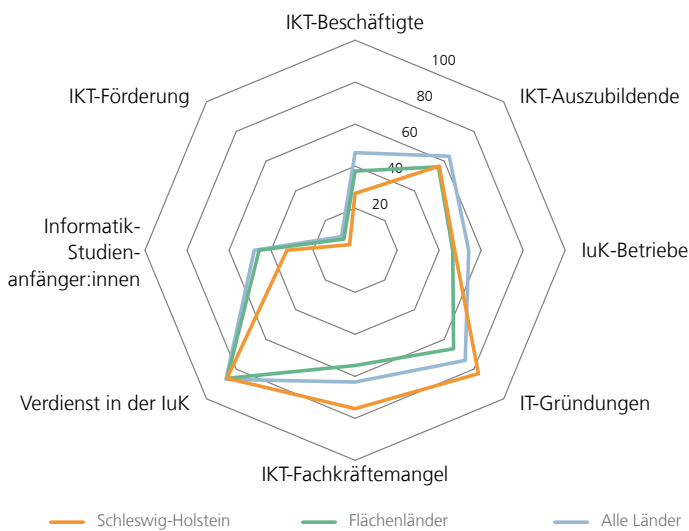 IKT-Beschäftigte
100
IKT-Förderung
80
IKT-Auszubildende
60
40
20
Informatik-
Studien-
anfänger:innen
IuK-Betriebe
Verdienst in der IuK
IT-Gründungen
IKT-Fachkräftemangel
Schleswig-Holstein
Flächenländer
Alle Länder